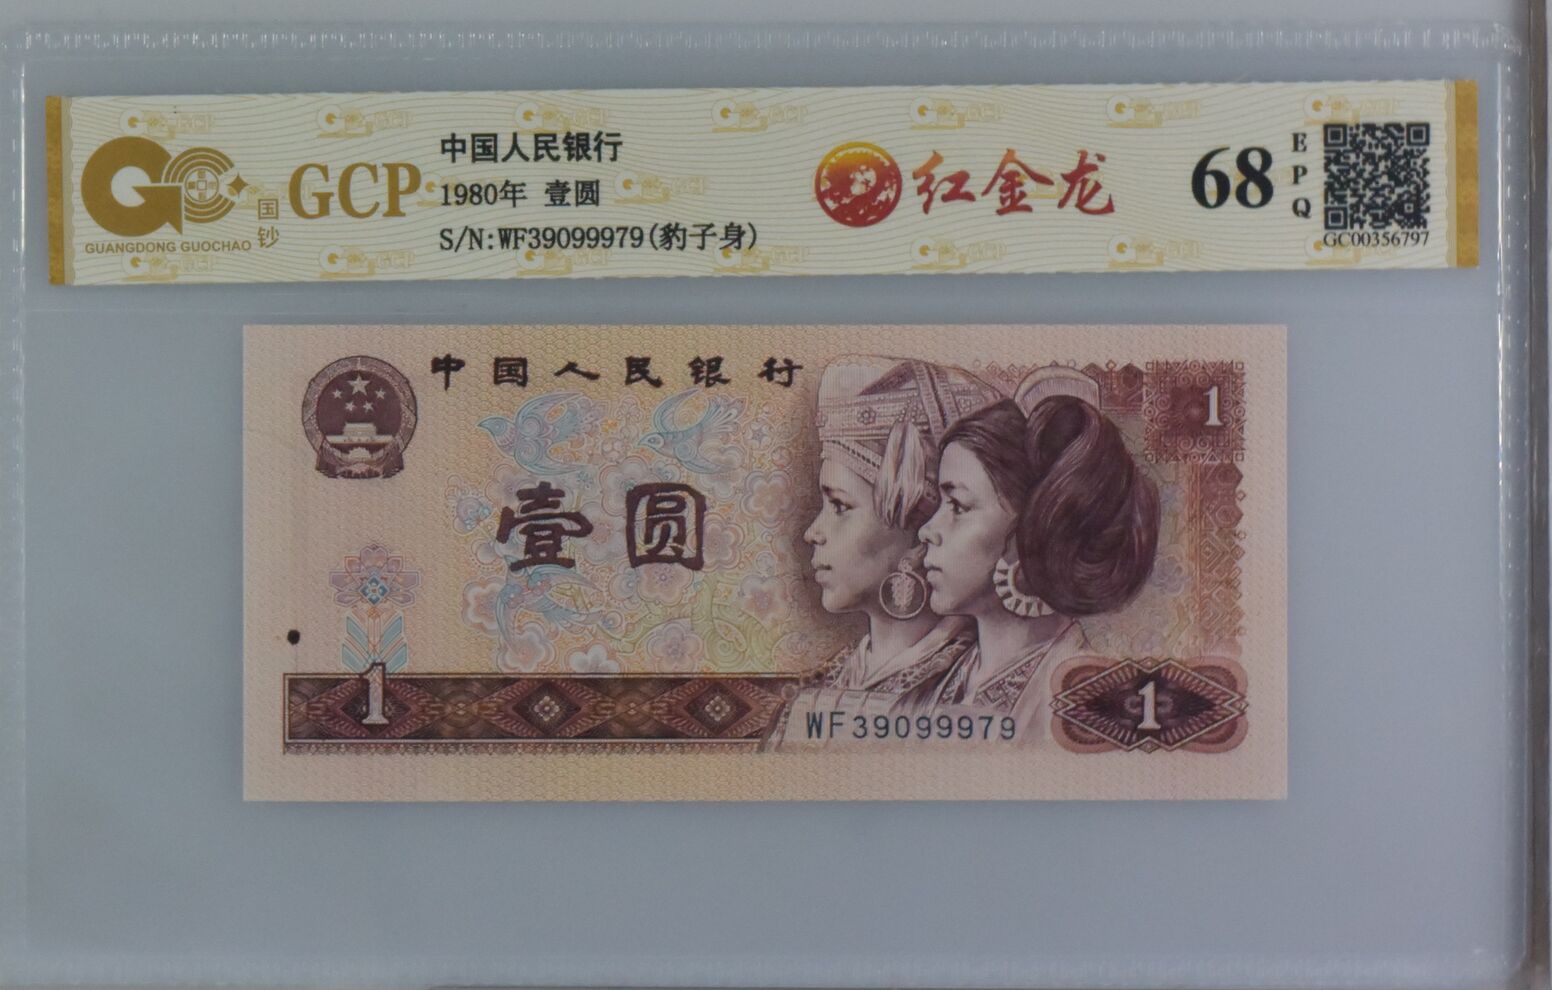 GCP
国钞
GUANGDONG GUOCHAO
中国人民银行
1980年 壹圆
S/N:WF39099979(豹子身)
红金龙
68
EPQ
GC00356797
中国人民银行
1
壹圆
1
WF39099979
1